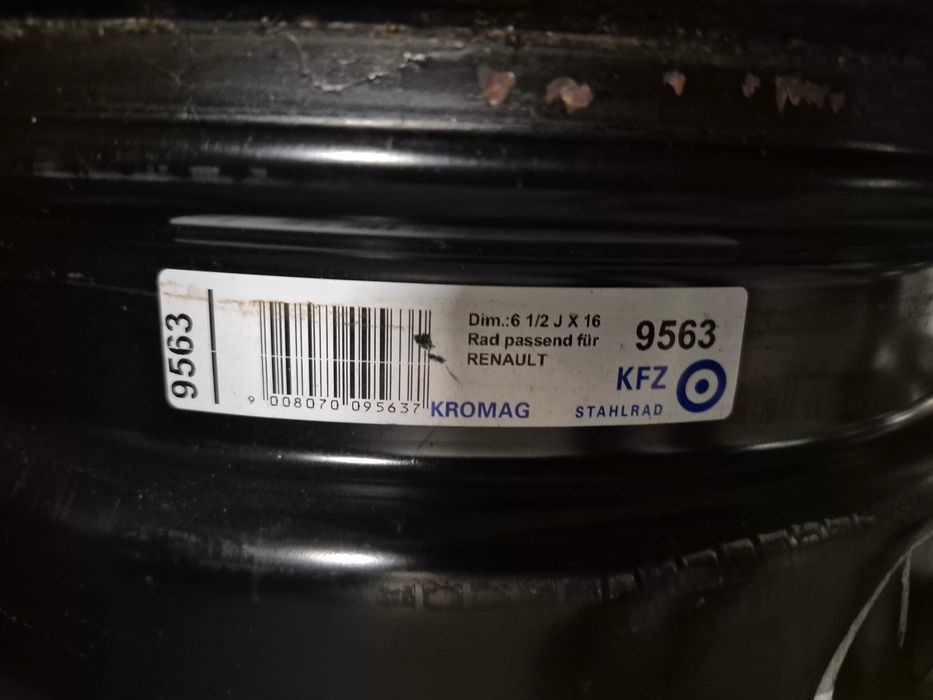 9563
9 008070 095637
KROMAG
Dim.:6 1/2 J X 16
Rad passend für
RENAULT
9563
KFZ
STAHLRAD